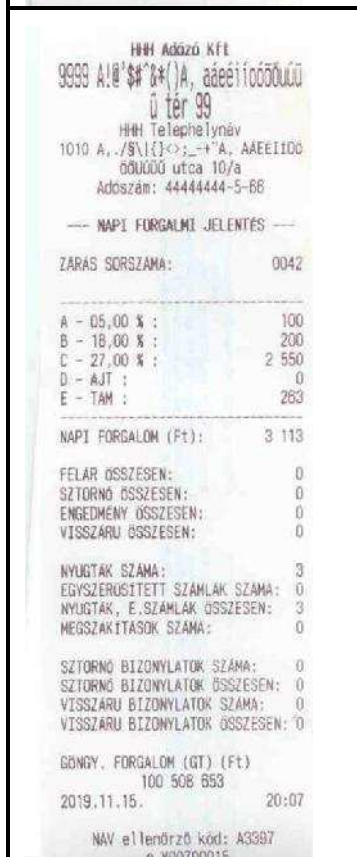 HHH Adózó Kft
9999 A!@'$#^&*()A, aáeéiíoóöőuúü
ű tér 99
HHH Telephelynév
1010 A,./§\|{}<>;_-+"A, AÁEÉIÍOÓ
ÖŐUÚÜŰ utca 10/a
Adószám: 44444444-5-66
--- NAPI FORGALMI JELENTÉS ---
ZÁRÁS SORSZÁMA: 0042
A - 05,00 % : 100
B - 18,00 % : 200
C - 27,00 % : 2 550
D - AJT : 0
E - TAM : 263
NAPI FORGALOM (Ft): 3 113
FELÁR ÖSSZESEN: 0
SZTORNÓ ÖSSZESEN: 0
ENGEDMÉNY ÖSSZESEN: 0
VISSZÁRU ÖSSZESEN: 0
NYUGTÁK SZÁMA: 3
EGYSZERŰSÍTETT SZÁMLÁK SZÁMA: 0
NYUGTÁK, E.SZÁMLÁK ÖSSZESEN: 3
MEGSZAKÍTÁSOK SZÁMA: 0
SZTORNÓ BIZONYLATOK SZÁMA: 0
SZTORNÓ BIZONYLATOK ÖSSZESEN: 0
VISSZÁRU BIZONYLATOK SZÁMA: 0
VISSZÁRU BIZONYLATOK ÖSSZESEN: 0
GÖNGY. FORGALOM (GT) (Ft)
100 508 653
2019.11.15. 20:07
NAV ellenőrző kód: A3397